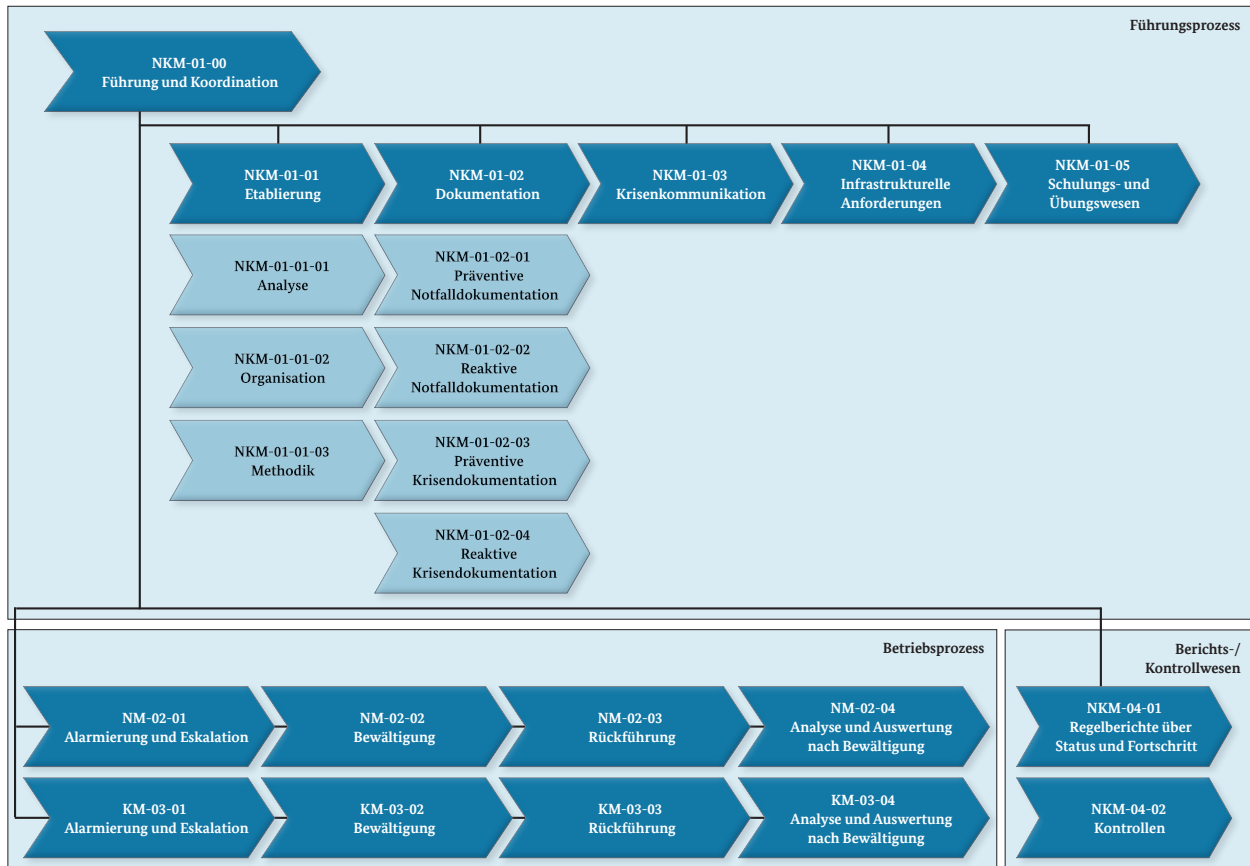 Führungsprozess
NKM-01-00
Führung und Koordination
NKM-01-01
Etablierung
NKM-01-02
Dokumentation
NKM-01-03
Krisenkommunikation
NKM-01-04
Infrastrukturelle
Anforderungen
NKM-01-05
Schulungs- und
Übungswesen
NKM-01-01-01
Analyse
NKM-01-02-01
Präventive
Notfalldokumentation
NKM-01-01-02
Organisation
NKM-01-02-02
Reaktive
Notfalldokumentation
NKM-01-01-03
Methodik
NKM-01-02-03
Präventive
Krisendokumentation
NKM-01-02-04
Reaktive
Krisendokumentation
Betriebsprozess
NM-02-01
Alarmierung und Eskalation
NM-02-02
Bewältigung
NM-02-03
Rückführung
NM-02-04
Analyse und Auswertung
nach Bewältigung
KM-03-01
Alarmierung und Eskalation
KM-03-02
Bewältigung
KM-03-03
Rückführung
KM-03-04
Analyse und Auswertung
nach Bewältigung
Berichts-/
Kontrollwesen
NKM-04-01
Regelberichte über
Status und Fortschritt
NKM-04-02
Kontrollen